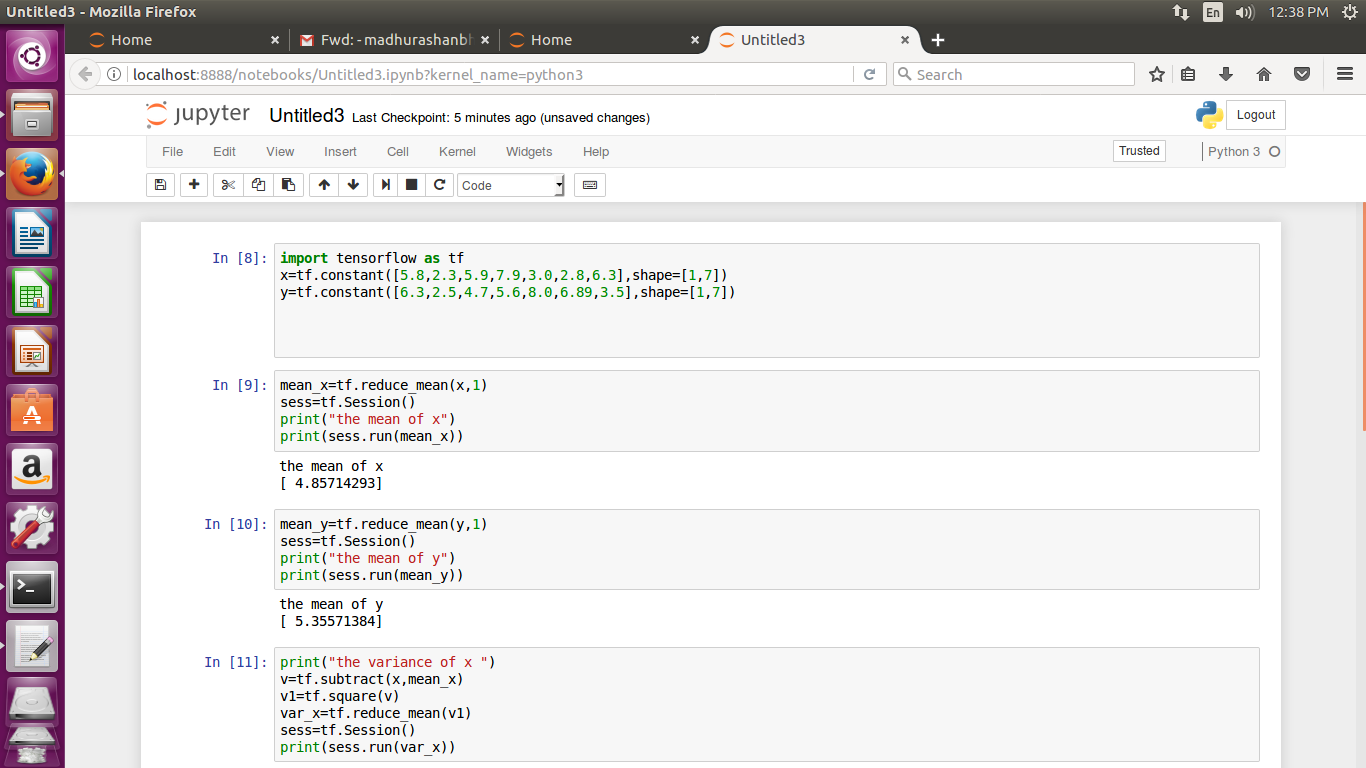 Untitled3 - Mozilla Firefox
En 12:38 PM
Home
Fwd: - madhurashanbh
Home
Untitled3
localhost:8888/notebooks/Untitled3.ipynb?kernel_name=python3
Search
jupyter Untitled3 Last Checkpoint: 5 minutes ago (unsaved changes)
Logout
File Edit View Insert Cell Kernel Widgets Help
Trusted
Python 3
Code
In [8]: import tensorflow as tf
x=tf.constant([5.8,2.3,5.9,7.9,3.0,2.8,6.3],shape=[1,7])
y=tf.constant([6.3,2.5,4.7,5.6,8.0,6.89,3.5],shape=[1,7])
In [9]: mean_x=tf.reduce_mean(x,1)
sess=tf.Session()
print("the mean of x")
print(sess.run(mean_x))
the mean of x
[ 4.85714293]
In [10]: mean_y=tf.reduce_mean(y,1)
sess=tf.Session()
print("the mean of y")
print(sess.run(mean_y))
the mean of y
[ 5.35571384]
In [11]: print("the variance of x ")
v=tf.subtract(x,mean_x)
v1=tf.square(v)
var_x=tf.reduce_mean(v1)
sess=tf.Session()
print(sess.run(var_x))